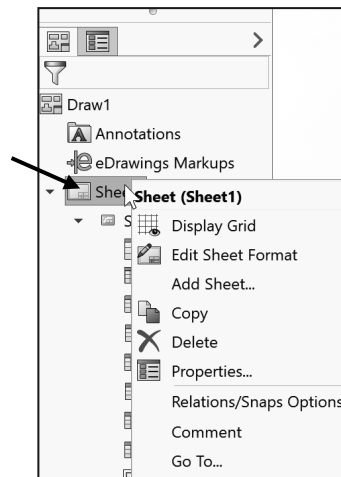 Draw1
Annotations
eDrawings Markups
Sheet (Sheet1)
Display Grid
Edit Sheet Format
Add Sheet...
Copy
Delete
Properties...
Relations/Snaps Options
Comment
Go To...